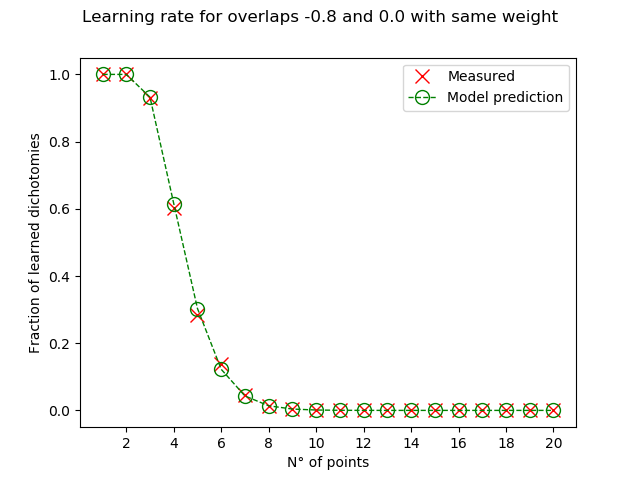 Learning rate for overlaps -0.8 and 0.0 with same weight
Measured
Model prediction
Fraction of learned dichotomies
1.0
0.8
0.6
0.4
0.2
0.0
2 4 6 8 10 12 14 16 18 20
N° of points